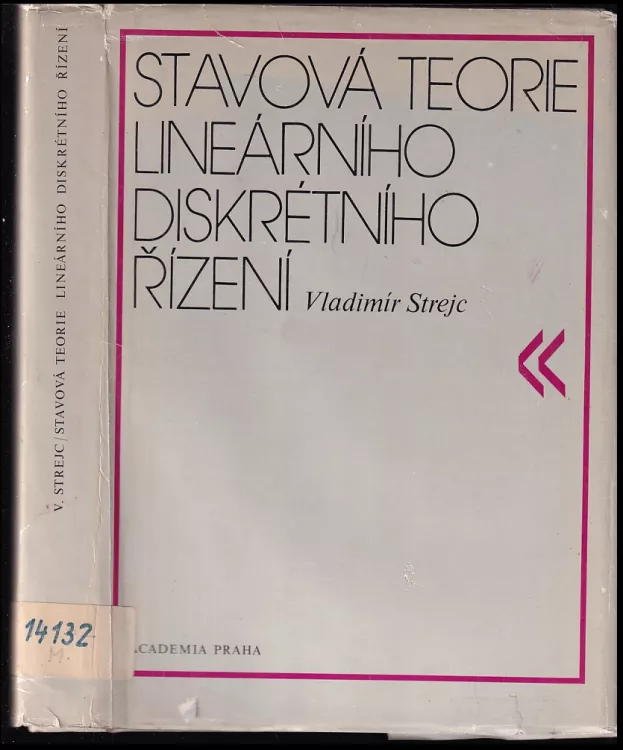 STAVOVÁ TEORIE
LINEÁRNÍHO
DISKRÉTNÍHO
ŘÍZENÍ Vladimír Strejc
ACADEMIA PRAHA
V. STREJC/STAVOVÁ TEORIE LINEÁRNÍHO DISKRÉTNÍHO ŘÍZENÍ
14132
M.